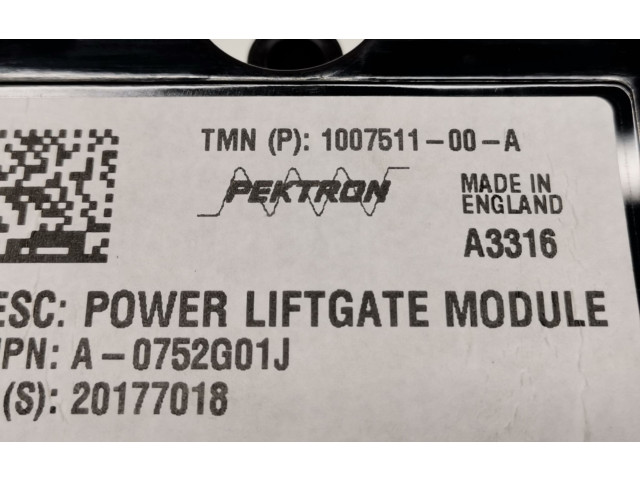 TMN (P): 1007511-00-A
PEKTRON
MADE IN
ENGLAND
A3316
ESC: POWER LIFTGATE MODULE
PN: A-0752G01J
(S): 20177018